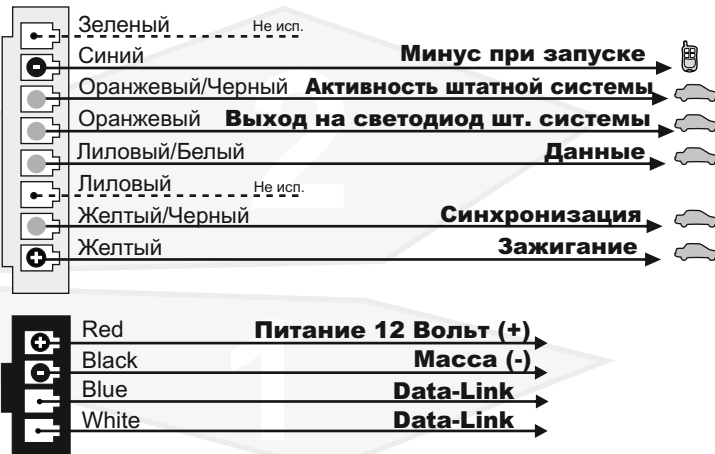 Зеленый Не исп.
Синий Минус при запуске
Оранжевый/Черный Активность штатной системы
Оранжевый Выход на светодиод шт. системы
Лиловый/Белый Данные
Лиловый Не исп.
Желтый/Черный Синхронизация
Желтый Зажигание
Red Питание 12 Вольт (+)
Black Масса (-)
Blue Data-Link
White Data-Link
2
1